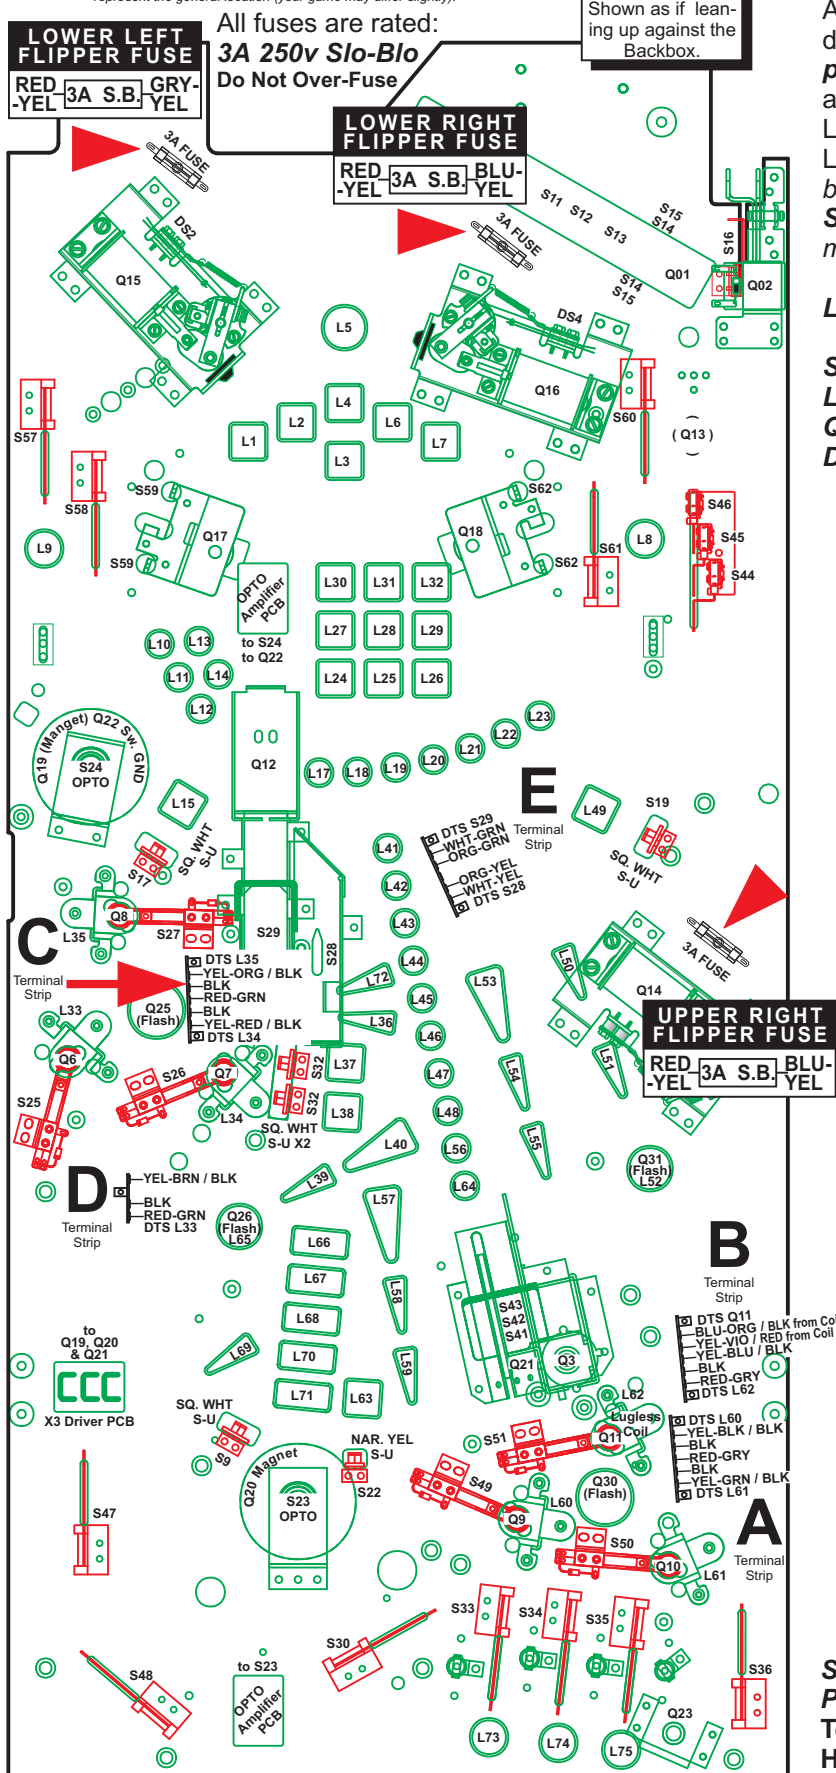 represent the general location (your game may differ slightly).
All fuses are rated:
3A 250v Slo-Blo
Do Not Over-Fuse
Shown as if lean-
ing up against the
Backbox.
LOWER LEFT
FLIPPER FUSE
RED
-YEL
3A S.B.
GRY-
YEL
LOWER RIGHT
FLIPPER FUSE
RED
-YEL
3A S.B.
BLU-
YEL
3A FUSE
3A FUSE
DS2
Q15
S11
S12
S13
S15
S14
S14
S15
Q01
S16
Q02
L5
DS4
Q16
S57
S58
L1
L2
L4
L3
L6
L7
S60
( Q13 )
S59
S59
Q17
Q18
S62
S62
S61
L9
L8
S46
S45
S44
OPTO
Amplifier
PCB
to S24
to Q22
L30
L31
L32
L27
L28
L29
L24
L25
L26
L10
L13
L11
L14
L12
Q19 (Manget) Q22 Sw. GND
S24
OPTO
Q12
L17
L18
L19
L20
L21
L22
L23
L15
SQ. WHT
S-U
S17
E
Terminal
Strip
DTS S29
WHT-GRN
ORG-GRN
ORG-YEL
WHT-YEL
DTS S28
L49
S19
SQ. WHT
S-U
L41
L42
L43
L44
L45
L46
L47
L48
L56
L64
Q8
L35
S27
S29
S28
C
Terminal
Strip
DTS L35
YEL-ORG / BLK
BLK
RED-GRN
BLK
YEL-RED / BLK
DTS L34
Q25
(Flash)
L33
Q6
S25
S26
Q7
L34
L72
L36
L37
L38
S32
S32
SQ. WHT
S-U X2
L53
L54
L55
L50
L51
Q14
3A FUSE
UPPER RIGHT
FLIPPER FUSE
RED
-YEL
3A S.B.
BLU-
YEL
Q31
(Flash)
L52
D
Terminal
Strip
YEL-BRN / BLK
BLK
RED-GRN
DTS L33
L40
L39
Q26
(Flash)
L65
L57
L58
L59
L66
L67
L68
L70
L71
L69
L63
S43
S42
S41
Q21
Q3
B
Terminal
Strip
DTS Q11
BLU-ORG / BLK from Coi
YEL-VIO / RED from Coil
YEL-BLU / BLK
BLK
RED-GRY
DTS L62
to
Q19, Q20
& Q21
CCC
X3 Driver PCB
SQ. WHT
S-U
S9
NAR. YEL
S-U
S22
Q20 Magnet
S23
OPTO
L62
Lugless
Coil
Q11
S51
S49
Q9
L60
Q30
(Flash)
S50
Q10
L61
DTS L60
YEL-BLK / BLK
BLK
RED-GRY
BLK
YEL-GRN / BLK
DTS L61
A
Terminal
Strip
S47
S48
S30
to S23
OPTO
Amplifier
PCB
S33
S34
S35
S36
Q23
L73
L74
L75